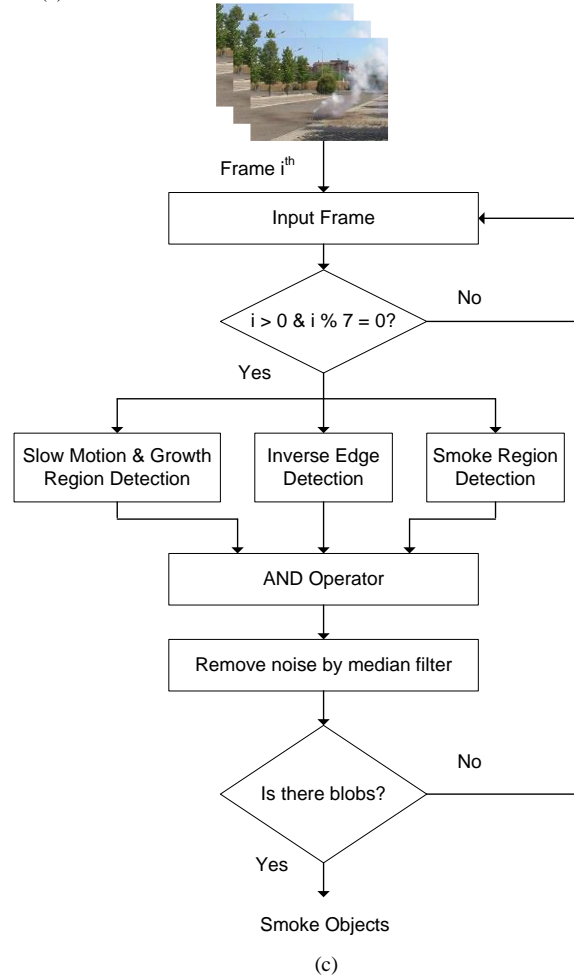 Frame i^th
Input Frame
No
i > 0 & i % 7 = 0?
Yes
Slow Motion & Growth
Region Detection
Inverse Edge
Detection
Smoke Region
Detection
AND Operator
Remove noise by median filter
No
Is there blobs?
Yes
Smoke Objects
(c)